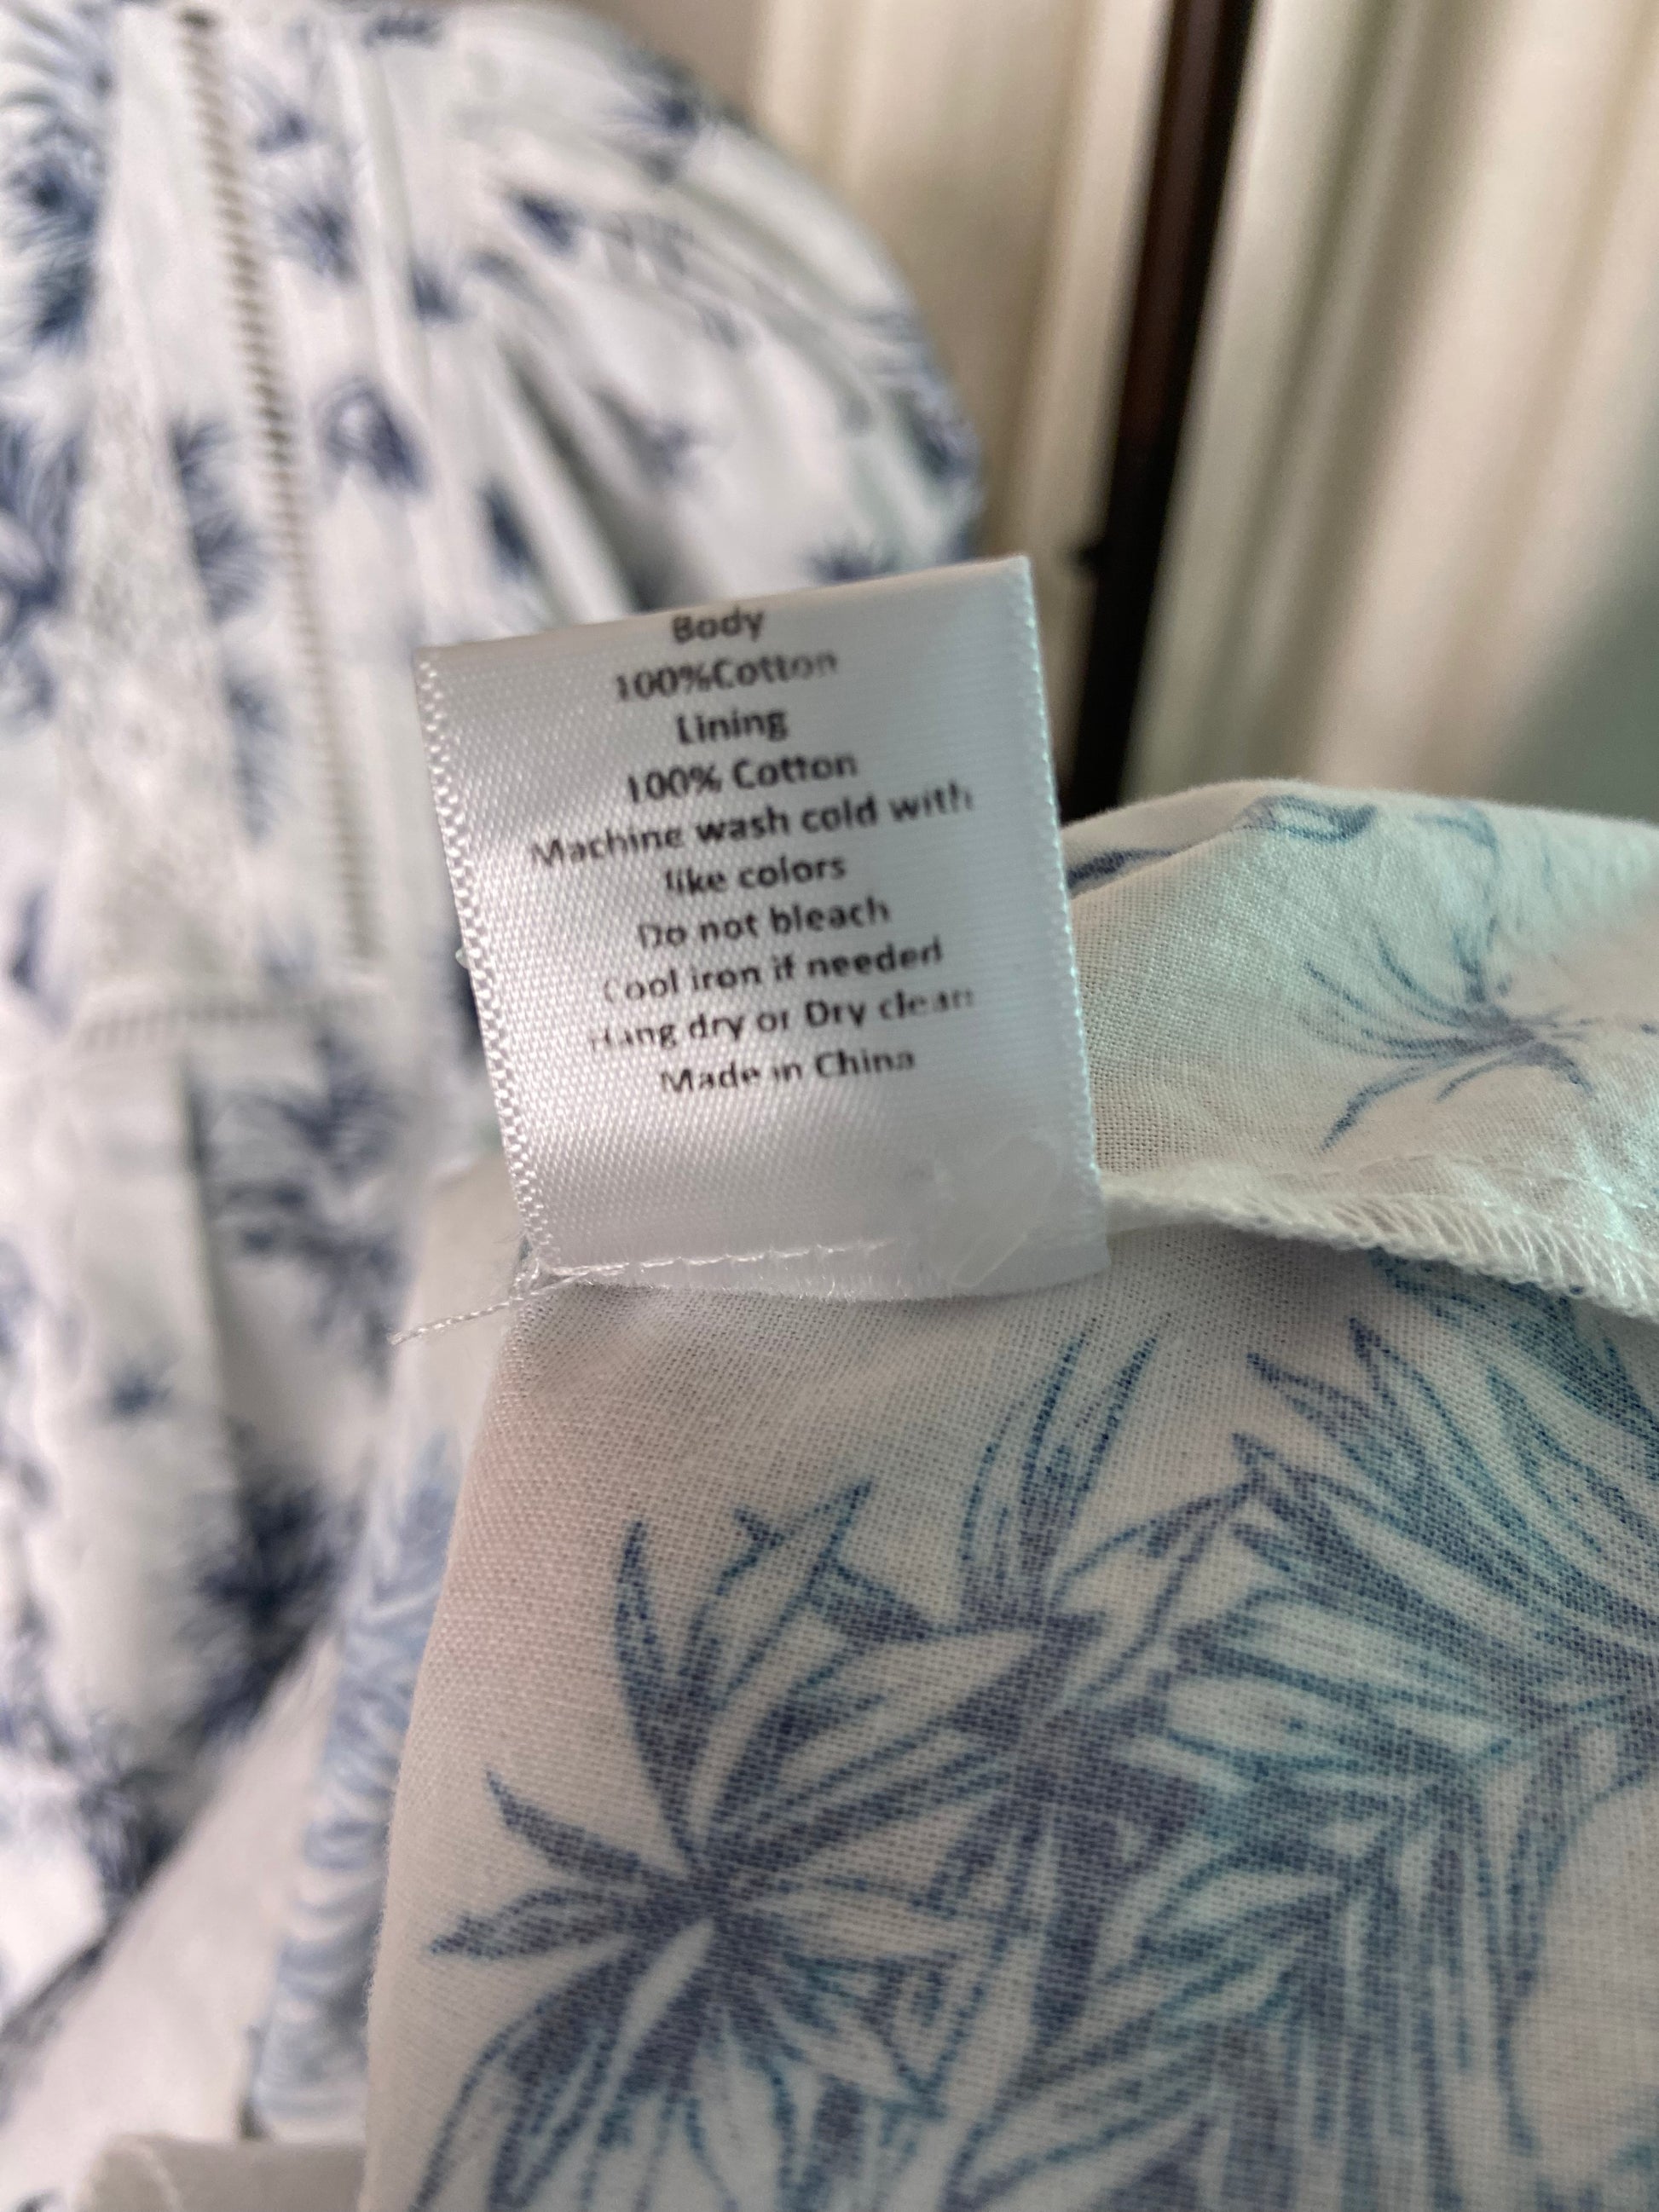 Body
100%Cotton
Lining
100% Cotton
Machine wash cold with
like colors
Do not bleach
Cool iron if needed
Hang dry or Dry clean
Made in China